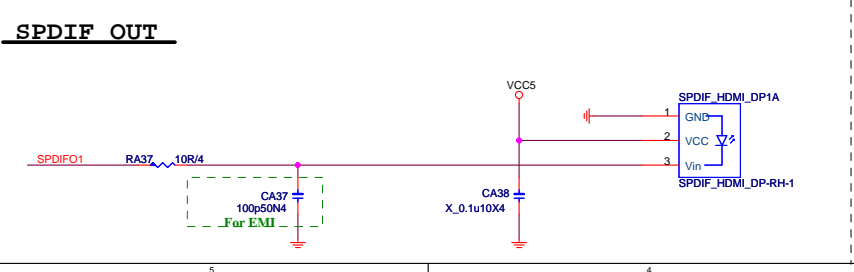 SPDIF OUT
VCC5
SPDIF_HDMI_DP1A
1
GND
2
VCC
SPDIFO1
RA37
10R/4
3
Vin
SPDIF_HDMI_DP-RH-1
CA37
100p50N4
For EMI
CA38
X_0.1u10X4
5
4